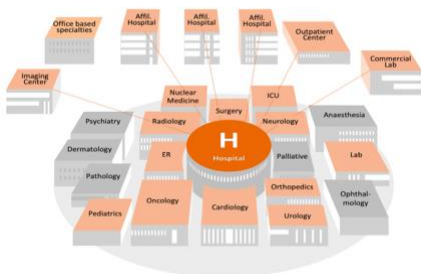 Office based
specialties
Affil.
Hospital
Affil.
Hospital
Affil.
Hospital
Outpatient
Center
Commercial
Lab
Imaging
Center
Nuclear
Medicine
Surgery
ICU
Psychiatry
Radiology
Neurology
Anaesthesia
H
Hospital
Dermatology
ER
Palliative
Lab
Pathology
Oncology
Cardiology
Orthopedics
Ophthal-
mology
Pediatrics
Urology